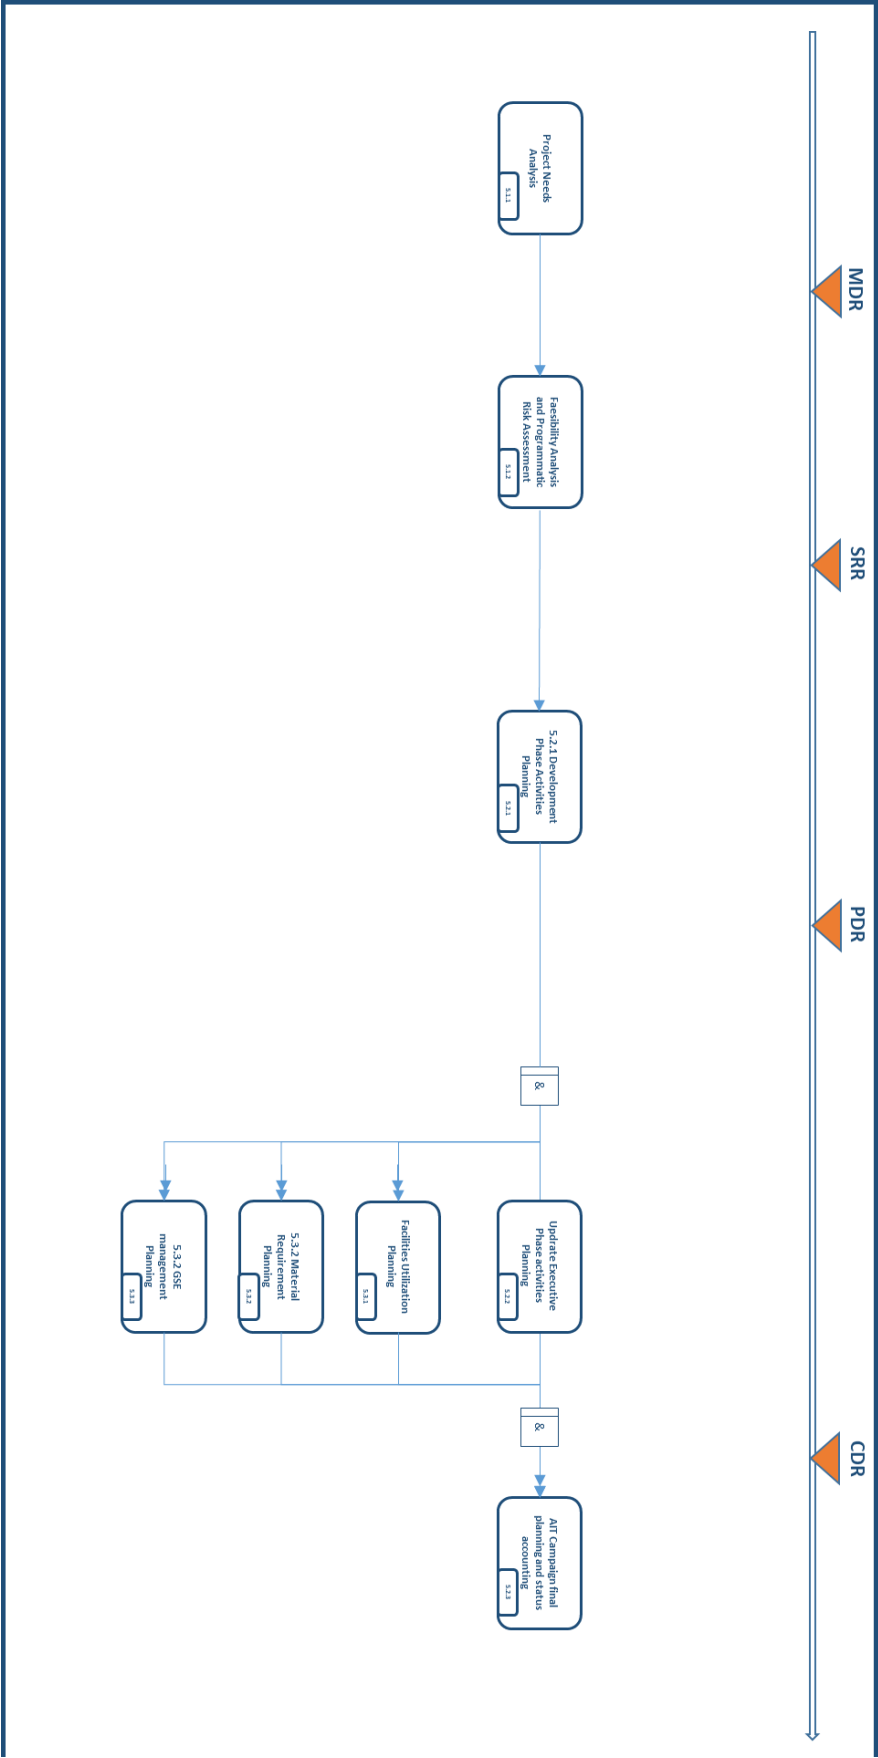 MDR
SRR
PDR
CDR
Project Needs
Analysis
5.1.1
Faesibility Analysis
and Programmatic
Risk Assessment
5.1.2
5.2.1 Development
Phase Activities
Planning
5.2.1
&
Updrate Executive
Phase activities
Planning
5.2.2
Facilities Utilization
Planning
5.3.1
5.3.2 Material
Requirement
Planning
5.3.2
5.3.2 GSE
management
Planning
5.3.3
&
AIT Campaign final
planning and status
accounting
5.2.3